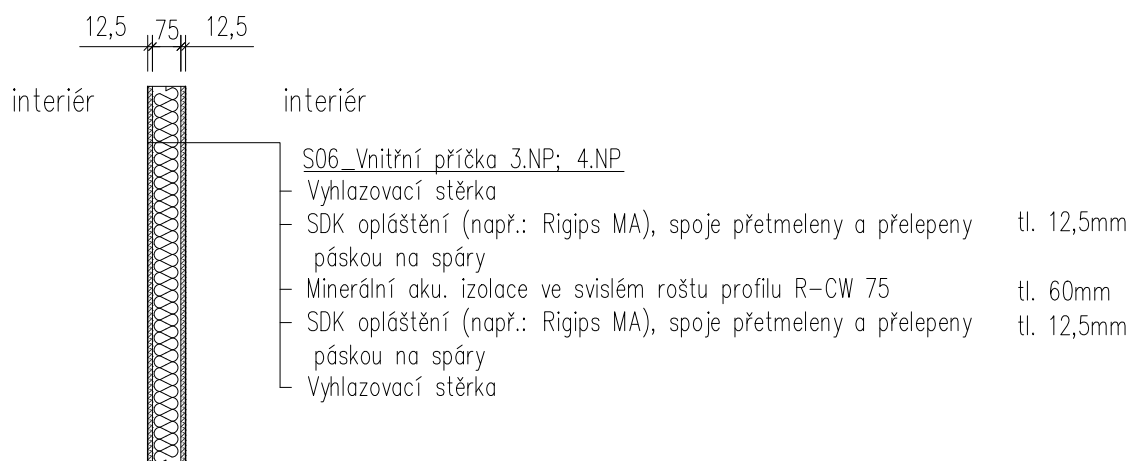 12,5 75 12,5
interiér interiér
S06_Vnitřní příčka 3.NP; 4.NP
Vyhlazovací stěrka
SDK opláštění (např.: Rigips MA), spoje přetmeleny a přelepeny tl. 12,5mm
páskou na spáry
Minerální aku. izolace ve svislém roštu profilu R-CW 75 tl. 60mm
SDK opláštění (např.: Rigips MA), spoje přetmeleny a přelepeny tl. 12,5mm
páskou na spáry
Vyhlazovací stěrka